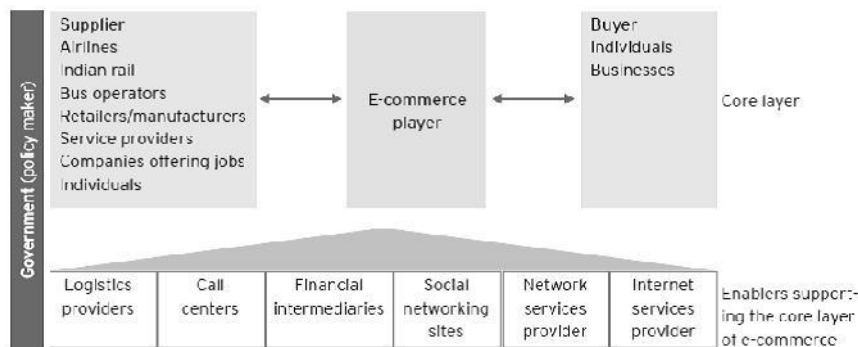 Government (policy maker)
Supplier
Airlines
Indian rail
Bus operators
Retailers/manufacturers
Service providers
Companies offering jobs
Individuals
E-commerce
player
Buyer
Individuals
Businesses
Core layer
Logistics
providers
Call
centers
Financial
intermediaries
Social
networking
sites
Network
services
provider
Internet
services
provider
Enablers support-
ing the core layer
of e-commerce